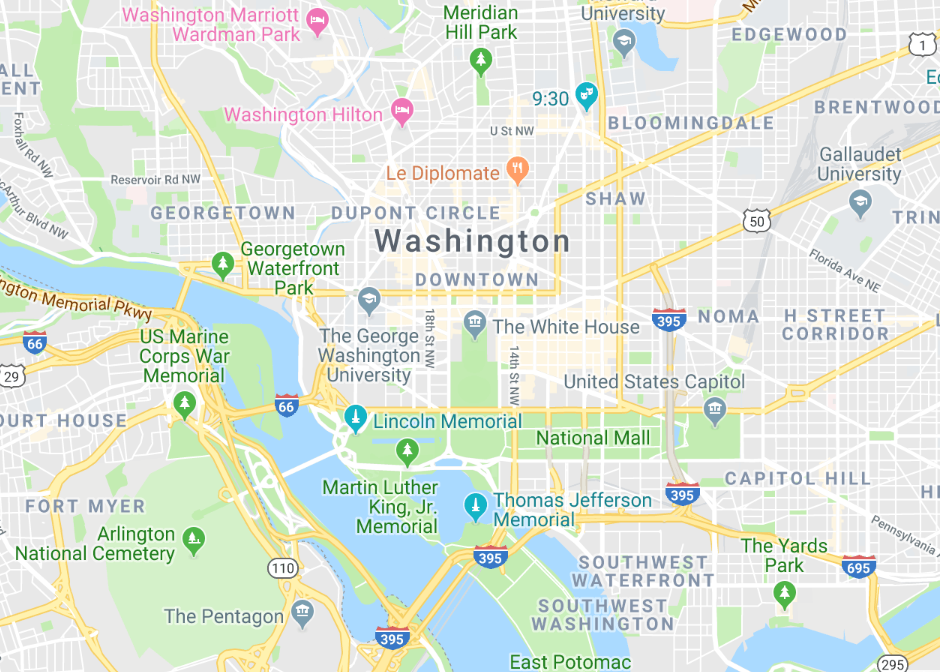 Washington Marriott
Wardman Park
Meridian
Hill Park
University
EDGEWOOD
1
ALL
ENT
Washington Hilton
9:30
U St NW
BLOOMINGDALE
BRENTWOOD
Foxhall Rd NW
Le Diplomate
Gallaudet
University
Reservoir Rd NW
MacArthur Blvd NW
GEORGETOWN
DUPONT CIRCLE
SHAW
50
TRIN
Washington
Georgetown
Waterfront
Park
DOWNTOWN
Florida Ave NE
ngton Memorial Pkwy
18th St NW
The White House
395
NOMA
H STREET
CORRIDOR
66
US Marine
Corps War
Memorial
The George
Washington
University
14th St NW
29
United States Capitol
66
OURT HOUSE
Lincoln Memorial
National Mall
CAPITOL HILL
Martin Luther
King, Jr.
Memorial
395
FORT MYER
Thomas Jefferson
Memorial
Pennsylvania
Arlington
National Cemetery
The Yards
Park
395
110
SOUTHWEST
WATERFRONT
695
The Pentagon
SOUTHWEST
WASHINGTON
395
East Potomac
295